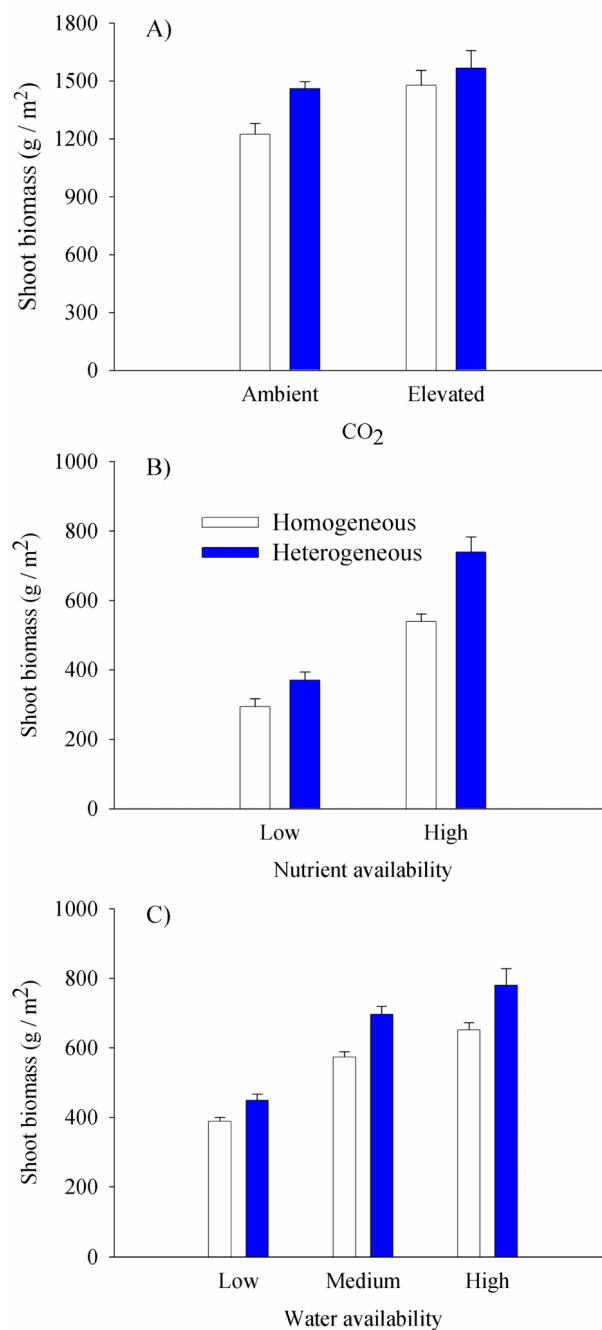 A)
1800
1500
1200
900
600
300
0
Shoot biomass (g / m²)
Ambient Elevated
CO₂
B)
1000
800
600
400
200
0
Shoot biomass (g / m²)
Homogeneous
Heterogeneous
Low High
Nutrient availability
C)
1000
800
600
400
200
0
Shoot biomass (g / m²)
Low Medium High
Water availability